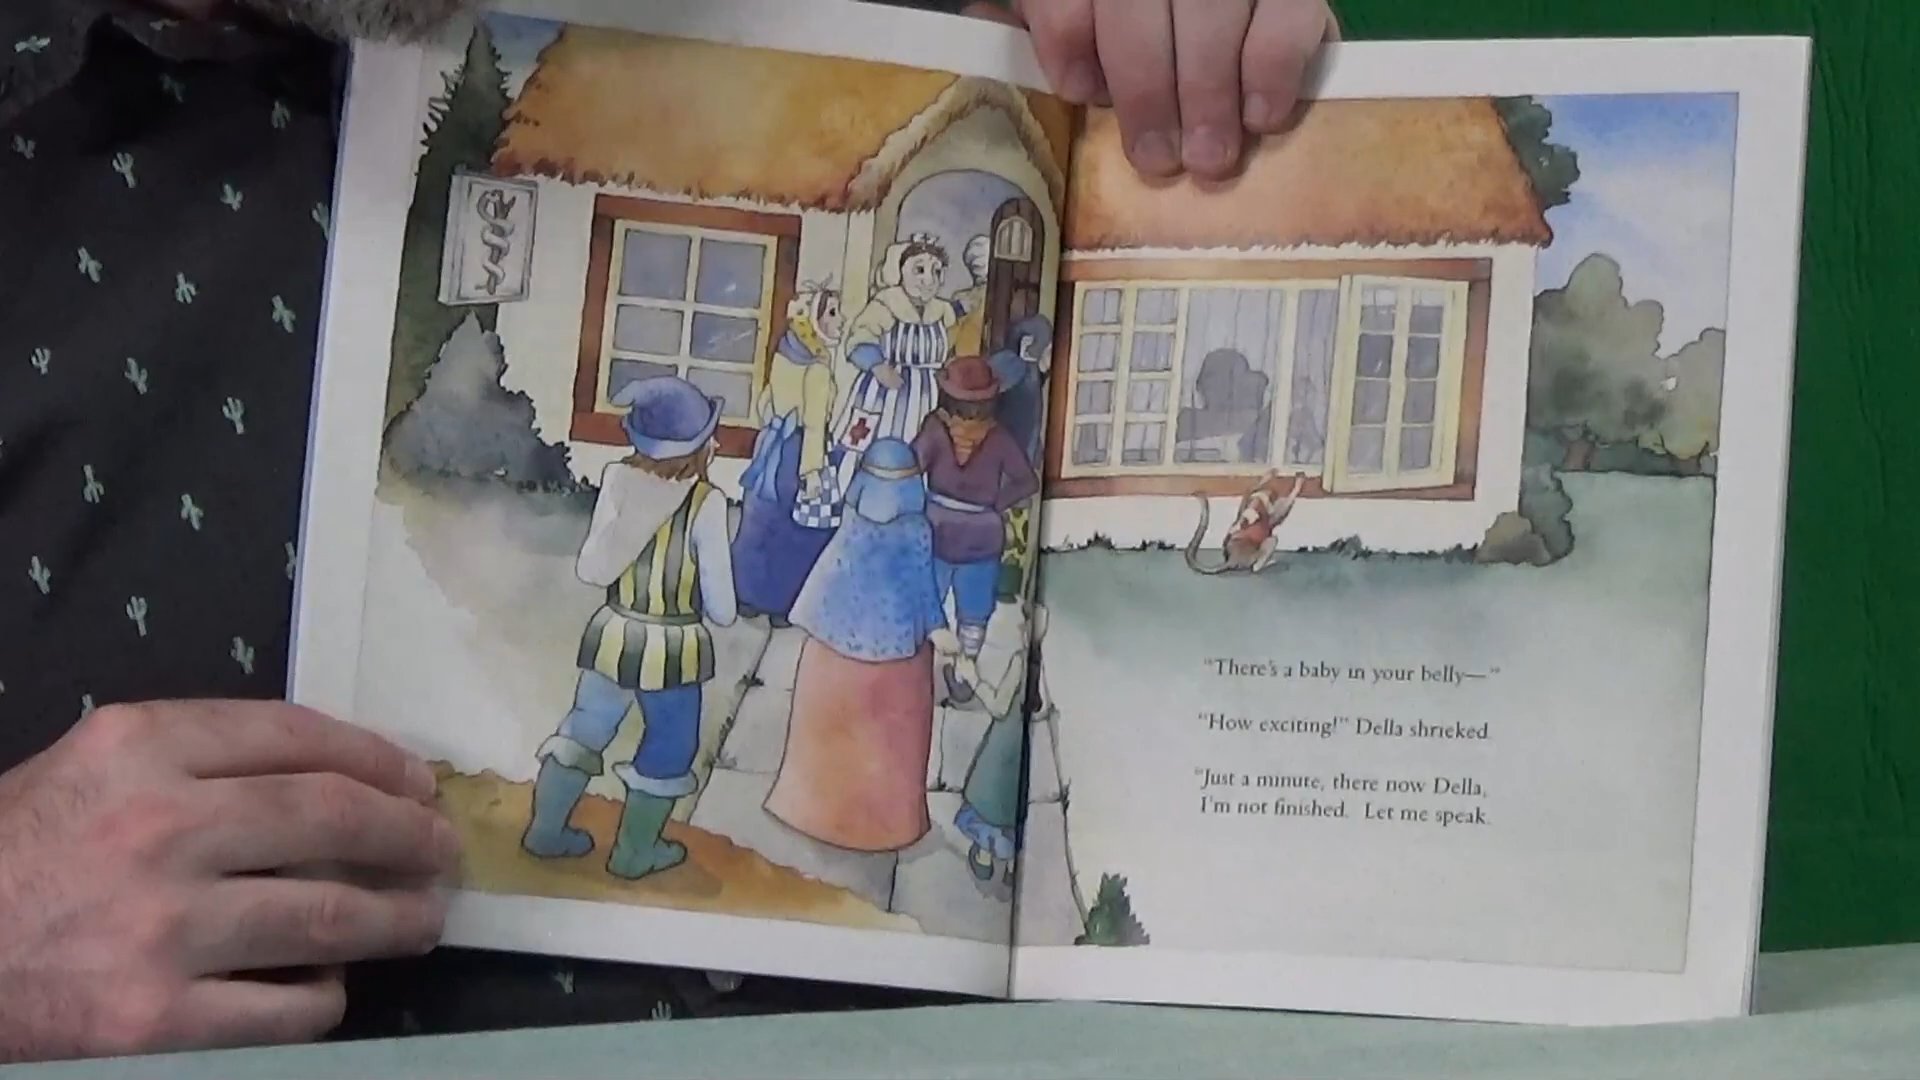 "There's a baby in your belly—"
"How exciting!" Della shrieked.
"Just a minute, there now Della,
I'm not finished. Let me speak.